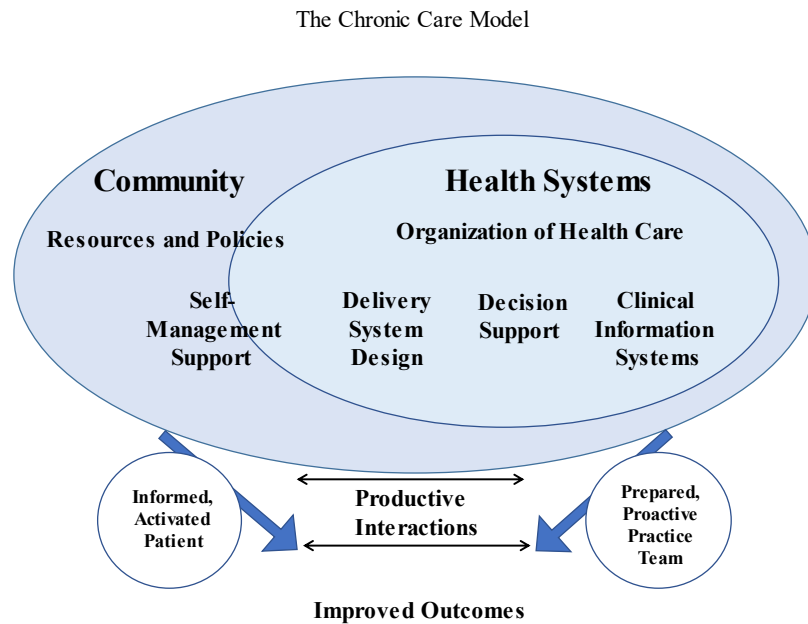 The Chronic Care Model
Community
Resources and Policies
Health Systems
Organization of Health Care
Self-
Management
Support
Delivery
System
Design
Decision
Support
Clinical
Information
Systems
Informed,
Activated
Patient
Productive
Interactions
Prepared,
Proactive
Practice
Team
Improved Outcomes